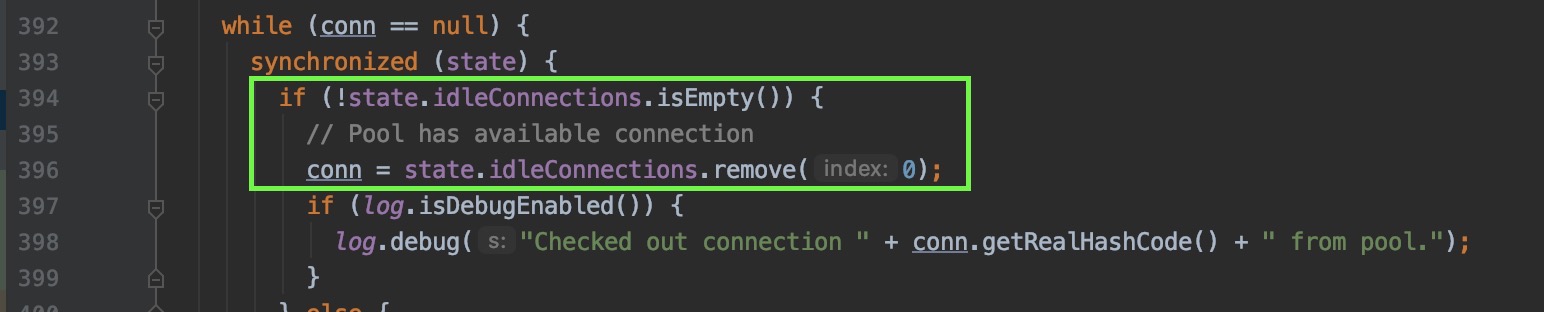 392 while (conn == null) {
393 synchronized (state) {
394 if (!state.idleConnections.isEmpty()) {
395 // Pool has available connection
396 conn = state.idleConnections.remove( index: 0);
397 if (log.isDebugEnabled()) {
398 log.debug( s: "Checked out connection " + conn.getRealHashCode() + " from pool.");
399 }
400 } else {